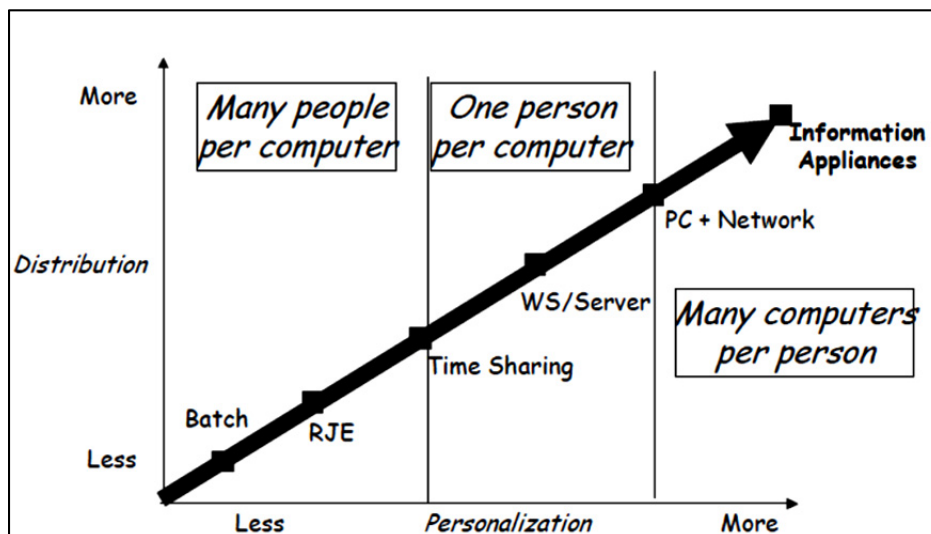 More
Many people
per computer
One person
per computer
Information
Appliances
PC + Network
Distribution
WS/Server
Many computers
per person
Time Sharing
Batch
RJE
Less
Less
Personalization
More